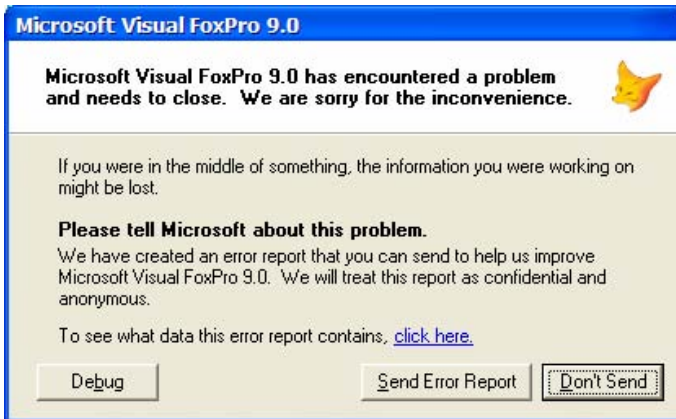 Microsoft Visual FoxPro 9.0
Microsoft Visual FoxPro 9.0 has encountered a problem
and needs to close.  We are sorry for the inconvenience.
If you were in the middle of something, the information you were working on
might be lost.
Please tell Microsoft about this problem.
We have created an error report that you can send to help us improve
Microsoft Visual FoxPro 9.0.  We will treat this report as confidential and
anonymous.
To see what data this error report contains, click here.
Debug
Send Error Report
Don't Send